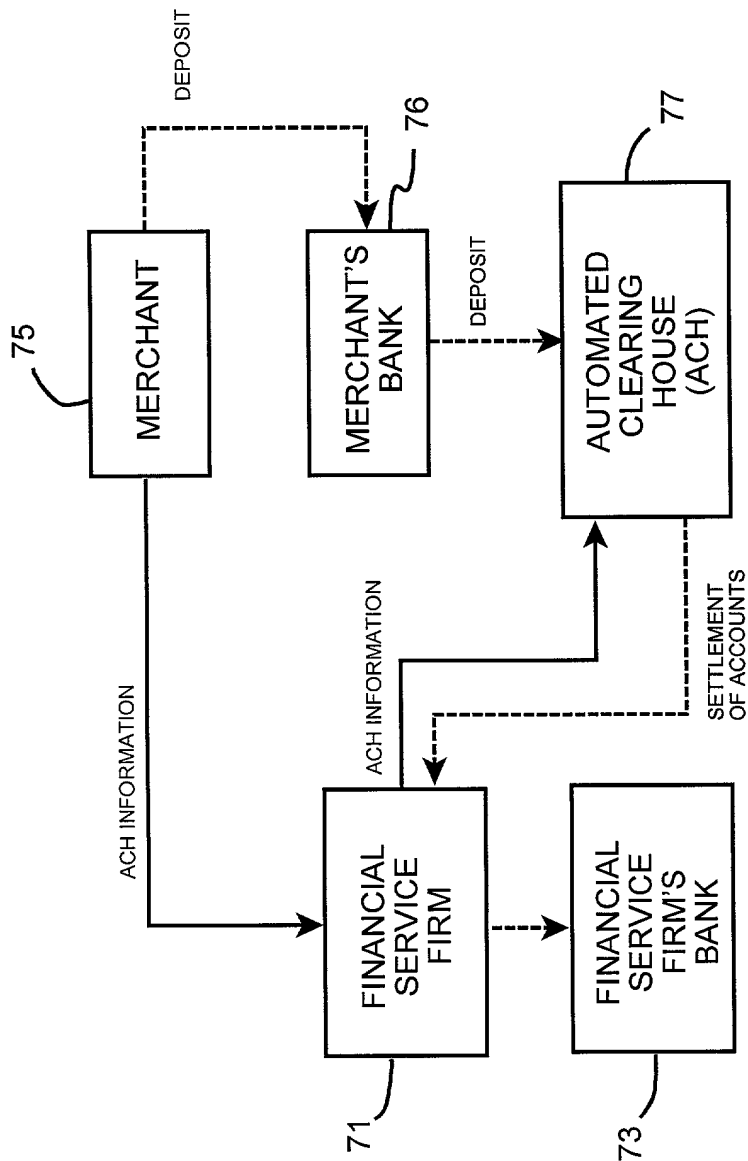 75
ACH INFORMATION
MERCHANT
DEPOSIT
71
FINANCIAL
SERVICE
FIRM
ACH INFORMATION
MERCHANT'S
BANK
76
DEPOSIT
73
FINANCIAL
SERVICE
FIRM'S
BANK
SETTLEMENT
OF ACCOUNTS
AUTOMATED
CLEARING
HOUSE
(ACH)
77